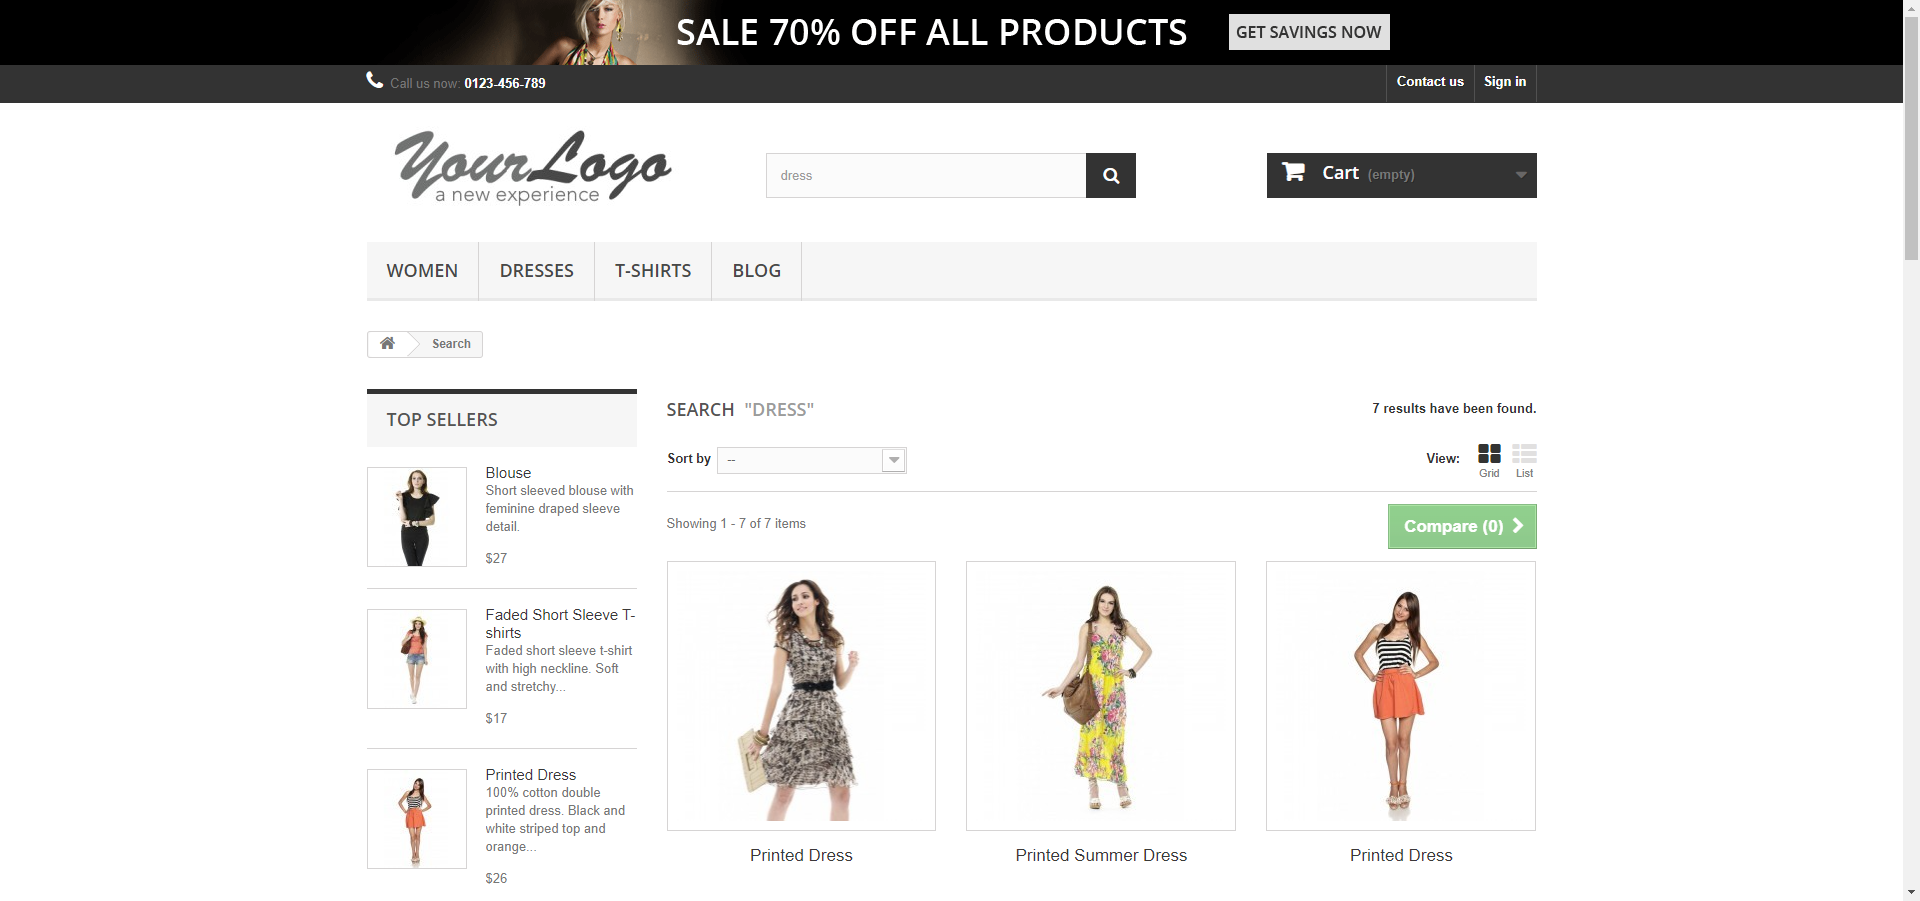 SALE 70% OFF ALL PRODUCTS
GET SAVINGS NOW
Call us now: 0123-456-789
Contact us
Sign in
YourLogo
a new experience
dress
Cart (empty)
WOMEN
DRESSES
T-SHIRTS
BLOG
Search
TOP SELLERS
Blouse
Short sleeved blouse with
feminine draped sleeve
detail.
$27
Faded Short Sleeve T-
shirts
Faded short sleeve t-shirt
with high neckline. Soft
and stretchy...
$17
Printed Dress
100% cotton double
printed dress. Black and
white striped top and
orange...
$26
SEARCH "DRESS"
7 results have been found.
Sort by --
View:
Grid
List
Showing 1 - 7 of 7 items
Compare (0)
Printed Dress
Printed Summer Dress
Printed Dress